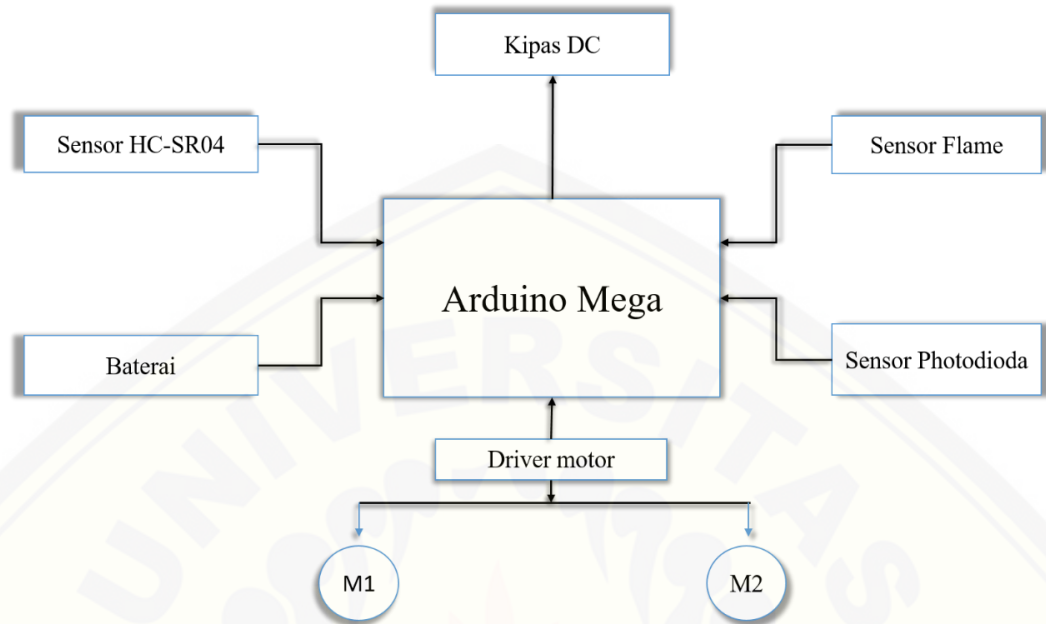 Kipas DC
Sensor HC-SR04
Sensor Flame
Arduino Mega
Baterai
Sensor Photodioda
Driver motor
M1
M2
UNIVERSITAS